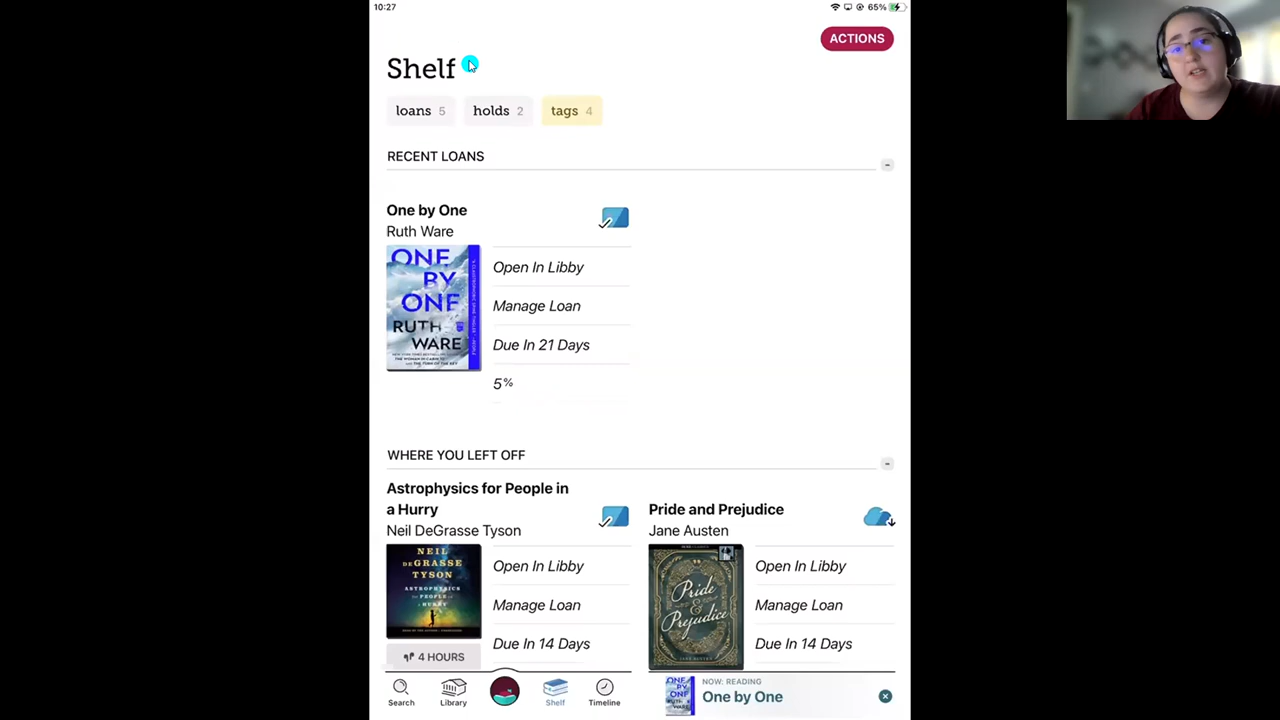 10:27
65%
ACTIONS
Shelf
loans 5
holds 2
tags 4
RECENT LOANS
One by One
Ruth Ware
ONE
BY
ONE
RUTH
WARE
Open In Libby
Manage Loan
Due In 21 Days
5%
WHERE YOU LEFT OFF
Astrophysics for People in
a Hurry
Neil DeGrasse Tyson
NEIL
DEGRASSE
TYSON
ASTROPHYSICS
FOR PEOPLE IN
A HURRY
4 HOURS
Open In Libby
Manage Loan
Due In 14 Days
Pride and Prejudice
Jane Austen
Pride
&
Prejudice
Open In Libby
Manage Loan
Due In 14 Days
Search
Library
Shelf
Timeline
ONE
BY
ONE
NOW: READING
One by One